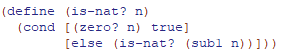 (define (is-nat? n)
  (cond [(zero? n) true]
        [else (is-nat? (sub1 n))]))